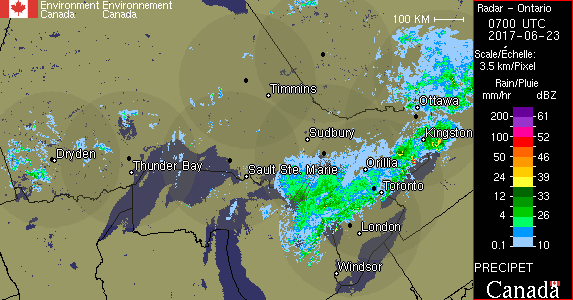 Environment Environnement
Canada Canada
100 KM
Timmins
Ottawa
Sudbury
Kingston
Dryden
Thunder Bay
Sault Ste. Marie
Orillia
Toronto
London
Windsor
Radar - Ontario
0700 UTC
2017-06-23
Scale/Échelle:
3.5 km/Pixel
Rain/Pluie
mm/hr dBZ
200 61
100 52
50 46
24 39
12 33
4 26
0.1 10
PRECIPET
Canada